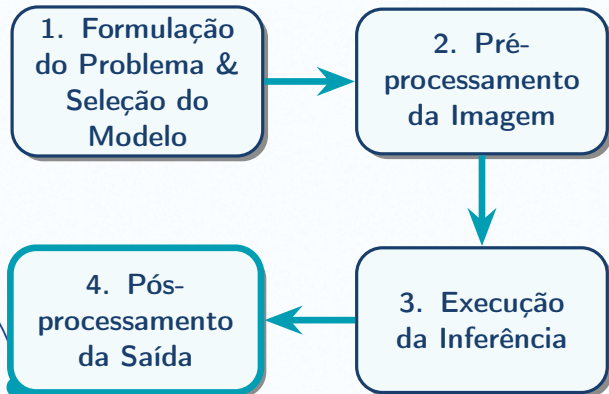 1. Formulação
do Problema &
Seleção do
Modelo
2. Pré-
processamento
da Imagem
3. Execução
da Inferência
4. Pós-
processamento
da Saída